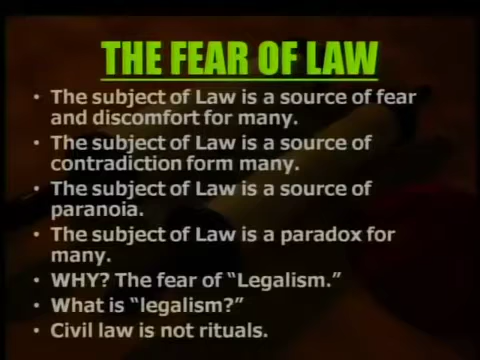 THE FEAR OF LAW
• The subject of Law is a source of fear
and discomfort for many.
• The subject of Law is a source of
contradiction form many.
• The subject of Law is a source of
paranoia.
• The subject of Law is a paradox for
many.
• WHY? The fear of “Legalism.”
• What is “legalism?”
• Civil law is not rituals.